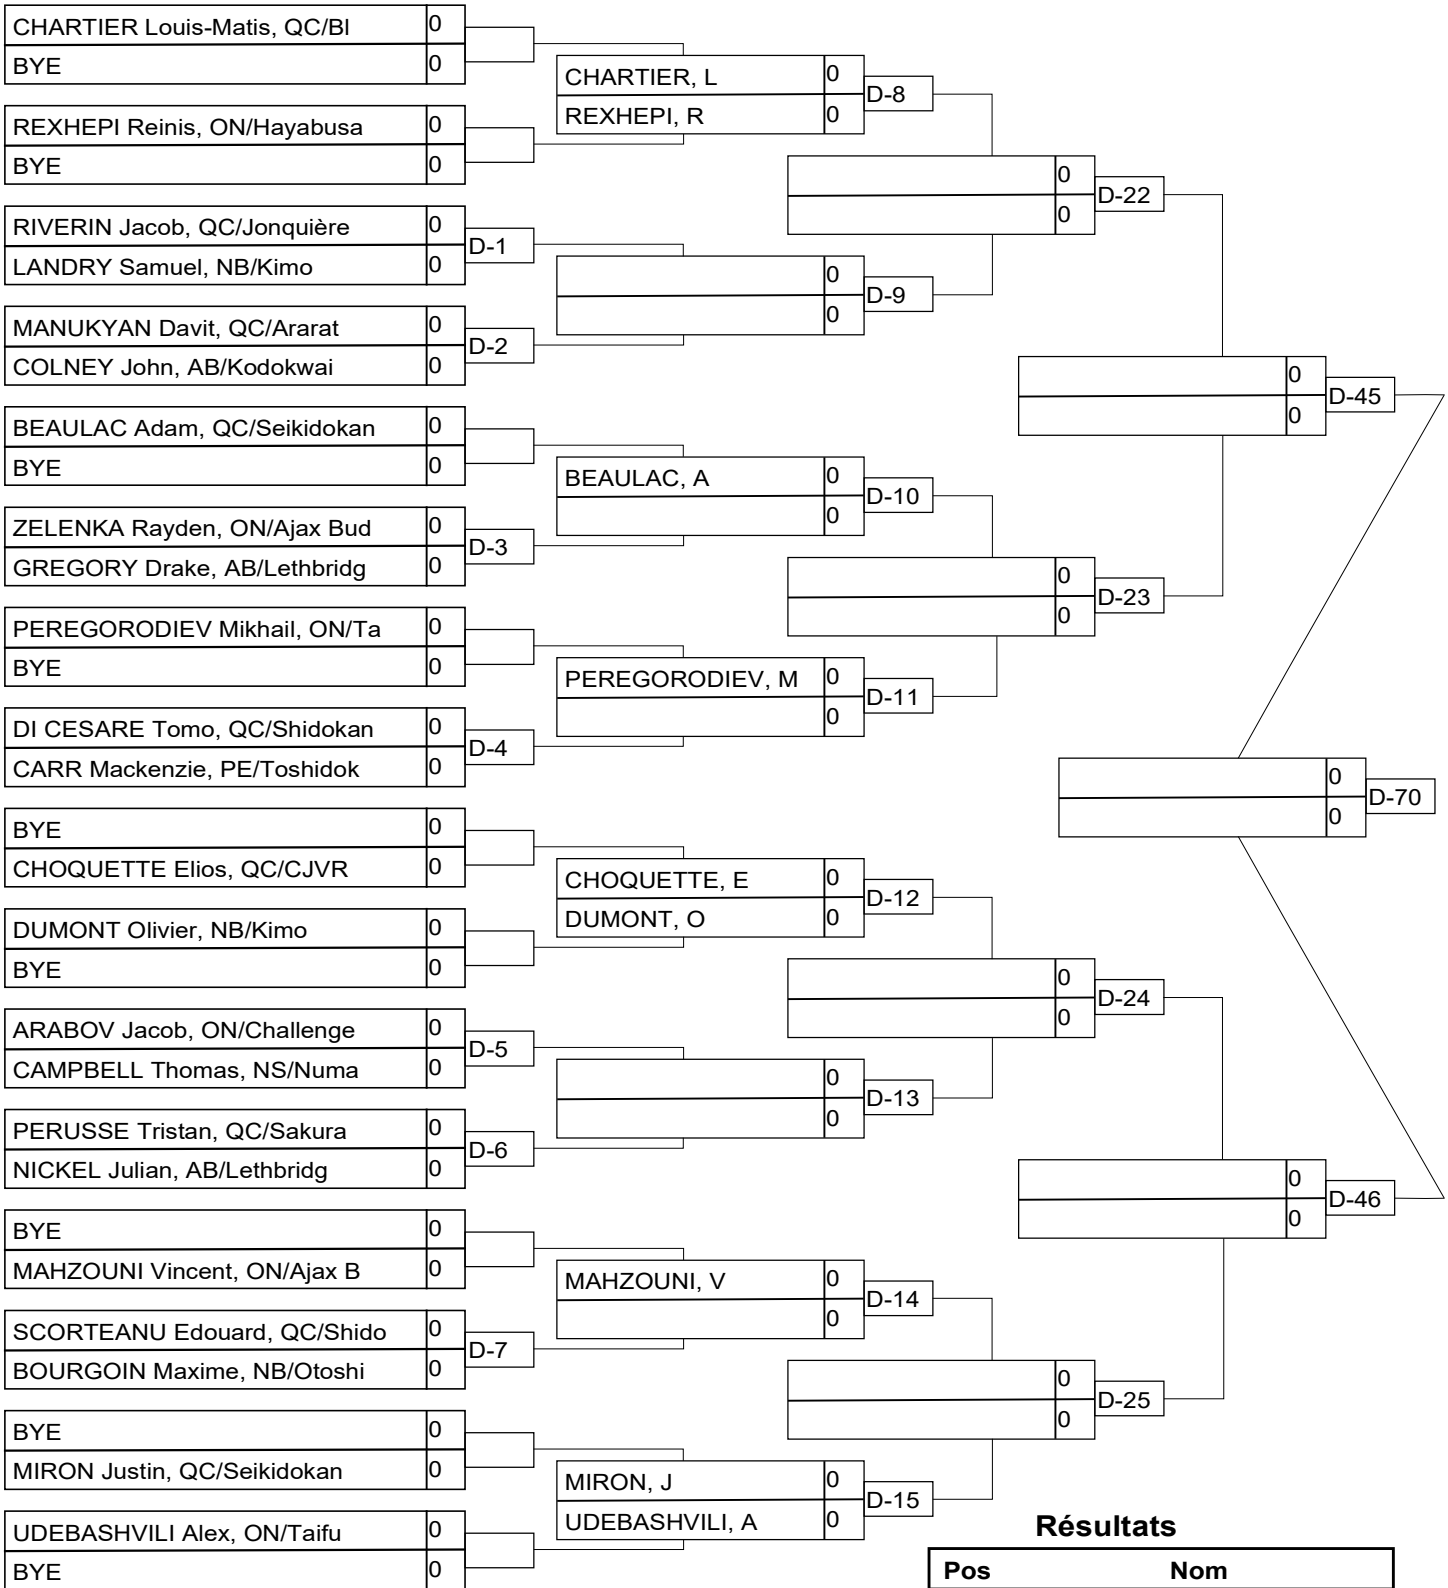 CHARTIER Louis-Matis, QC/Bl 0
BYE 0
REXHEPI Reinis, ON/Hayabusa 0
BYE 0
RIVERIN Jacob, QC/Jonquière 0
LANDRY Samuel, NB/Kimo 0
D-1
MANUKYAN Davit, QC/Ararat 0
COLNEY John, AB/Kodokwai 0
D-2
BEAULAC Adam, QC/Seikidokan 0
BYE 0
ZELENKA Rayden, ON/Ajax Bud 0
GREGORY Drake, AB/Lethbridg 0
D-3
PEREGORODIEV Mikhail, ON/Ta 0
BYE 0
DI CESARE Tomo, QC/Shidokan 0
CARR Mackenzie, PE/Toshidok 0
D-4
BYE 0
CHOQUETTE Elios, QC/CJVR 0
DUMONT Olivier, NB/Kimo 0
BYE 0
ARABOV Jacob, ON/Challenge 0
CAMPBELL Thomas, NS/Numa 0
D-5
PERUSSE Tristan, QC/Sakura 0
NICKEL Julian, AB/Lethbridg 0
D-6
BYE 0
MAHZOUNI Vincent, ON/Ajax B 0
SCORTEANU Edouard, QC/Shido 0
BOURGOIN Maxime, NB/Otoshi 0
D-7
BYE 0
MIRON Justin, QC/Seikidokan 0
UDEBASHVILI Alex, ON/Taifu 0
BYE 0
CHARTIER, L 0
REXHEPI, R 0
D-8
0
0
D-9
BEAULAC, A 0
0
D-10
PEREGORODIEV, M 0
0
D-11
CHOQUETTE, E 0
DUMONT, O 0
D-12
0
0
D-13
MAHZOUNI, V 0
0
D-14
MIRON, J 0
UDEBASHVILI, A 0
D-15
0
0
D-22
0
0
D-23
0
0
D-24
0
0
D-25
0
0
D-45
0
0
D-46
0
0
D-70
Résultats
Pos Nom